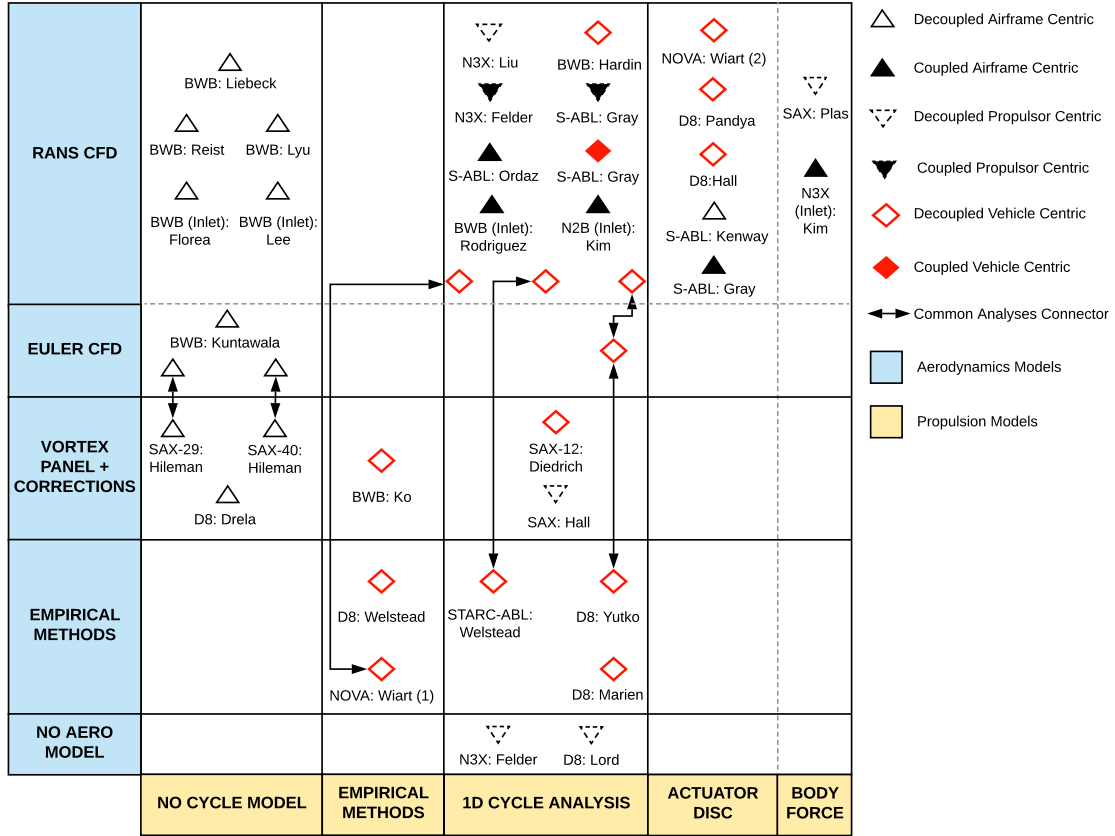 RANS CFD
BWB: Liebeck
BWB: Reist
BWB: Lyu
BWB (Inlet):
Florea
BWB (Inlet):
Lee
N3X: Liu
BWB: Hardin
N3X: Felder
S-ABL: Gray
S-ABL: Ordaz
S-ABL: Gray
BWB (Inlet):
Rodriguez
N2B (Inlet):
Kim
NOVA: Wiart (2)
D8: Pandya
D8:Hall
S-ABL: Kenway
S-ABL: Gray
SAX: Plas
N3X
(Inlet):
Kim
EULER CFD
BWB: Kuntawala
VORTEX
PANEL +
CORRECTIONS
SAX-29:
Hileman
SAX-40:
Hileman
D8: Drela
BWB: Ko
SAX-12:
Diedrich
SAX: Hall
EMPIRICAL
METHODS
D8: Welstead
NOVA: Wiart (1)
STARC-ABL:
Welstead
D8: Yutko
D8: Marien
NO AERO
MODEL
N3X: Felder
D8: Lord
NO CYCLE MODEL
EMPIRICAL
METHODS
1D CYCLE ANALYSIS
ACTUATOR
DISC
BODY
FORCE
Decoupled Airframe Centric
Coupled Airframe Centric
Decoupled Propulsor Centric
Coupled Propulsor Centric
Decoupled Vehicle Centric
Coupled Vehicle Centric
Common Analyses Connector
Aerodynamics Models
Propulsion Models